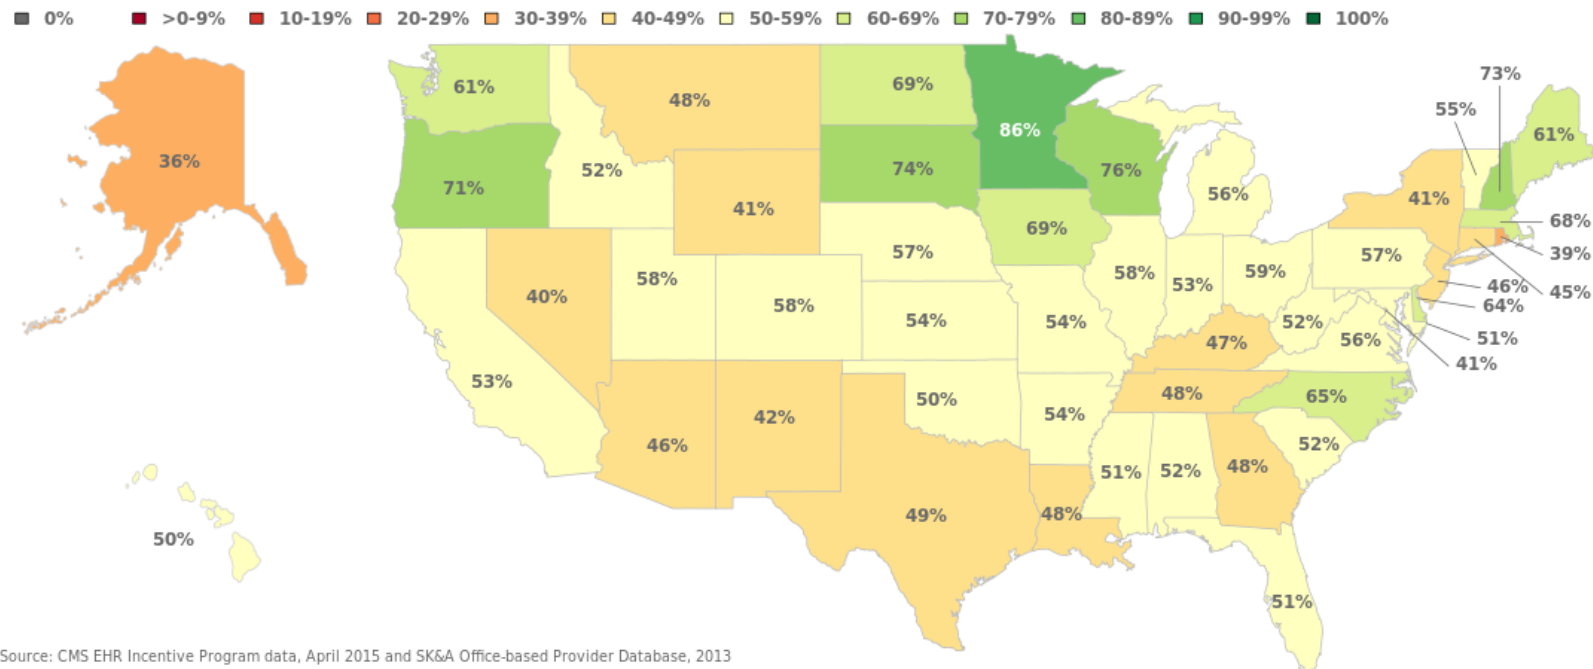 0% >0-9% 10-19% 20-29% 30-39% 40-49% 50-59% 60-69% 70-79% 80-89% 90-99% 100%
73%
61% 48% 69% 55%
86% 61%
36% 52% 74% 76%
71% 56% 41%
41% 68%
69%
57% 57% 39%
58% 58% 53% 59% 46% 45%
40% 58% 64%
54% 54% 52% 51%
47% 56%
53% 41%
48% 65%
50%
42% 54%
46% 52%
51% 52% 48%
49% 48%
50%
51%
Source: CMS EHR Incentive Program data, April 2015 and SK&A Office-based Provider Database, 2013